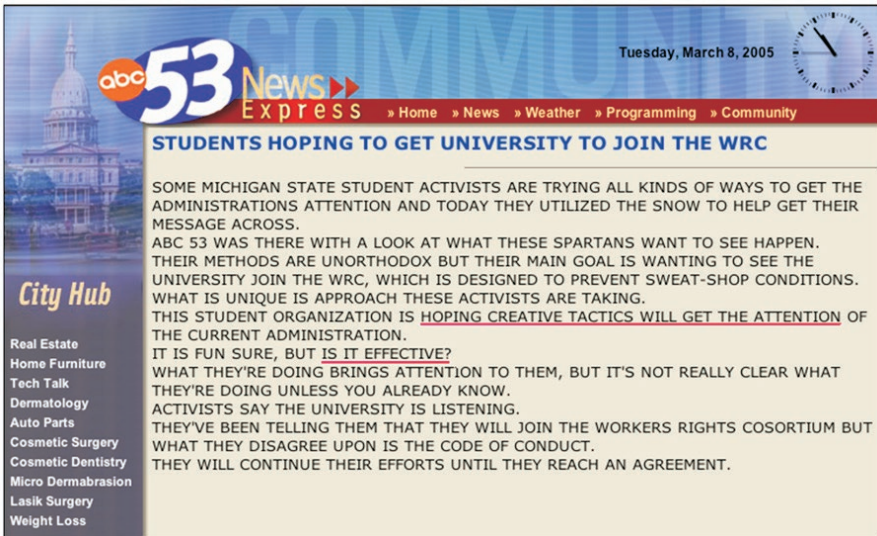 COMMUNITY
Tuesday, March 8, 2005
abc 53 News Express
» Home » News » Weather » Programming » Community
STUDENTS HOPING TO GET UNIVERSITY TO JOIN THE WRC
SOME MICHIGAN STATE STUDENT ACTIVISTS ARE TRYING ALL KINDS OF WAYS TO GET THE
ADMINISTRATIONS ATTENTION AND TODAY THEY UTILIZED THE SNOW TO HELP GET THEIR
MESSAGE ACROSS.
ABC 53 WAS THERE WITH A LOOK AT WHAT THESE SPARTANS WANT TO SEE HAPPEN.
THEIR METHODS ARE UNORTHODOX BUT THEIR MAIN GOAL IS WANTING TO SEE THE
UNIVERSITY JOIN THE WRC, WHICH IS DESIGNED TO PREVENT SWEAT-SHOP CONDITIONS.
WHAT IS UNIQUE IS APPROACH THESE ACTIVISTS ARE TAKING.
THIS STUDENT ORGANIZATION IS HOPING CREATIVE TACTICS WILL GET THE ATTENTION OF
THE CURRENT ADMINISTRATION.
IT IS FUN SURE, BUT IS IT EFFECTIVE?
WHAT THEY'RE DOING BRINGS ATTENTION TO THEM, BUT IT'S NOT REALLY CLEAR WHAT
THEY'RE DOING UNLESS YOU ALREADY KNOW.
ACTIVISTS SAY THE UNIVERSITY IS LISTENING.
THEY'VE BEEN TELLING THEM THAT THEY WILL JOIN THE WORKERS RIGHTS COSORTIUM BUT
WHAT THEY DISAGREE UPON IS THE CODE OF CONDUCT.
THEY WILL CONTINUE THEIR EFFORTS UNTIL THEY REACH AN AGREEMENT.
City Hub
Real Estate
Home Furniture
Tech Talk
Dermatology
Auto Parts
Cosmetic Surgery
Cosmetic Dentistry
Micro Dermabrasion
Lasik Surgery
Weight Loss